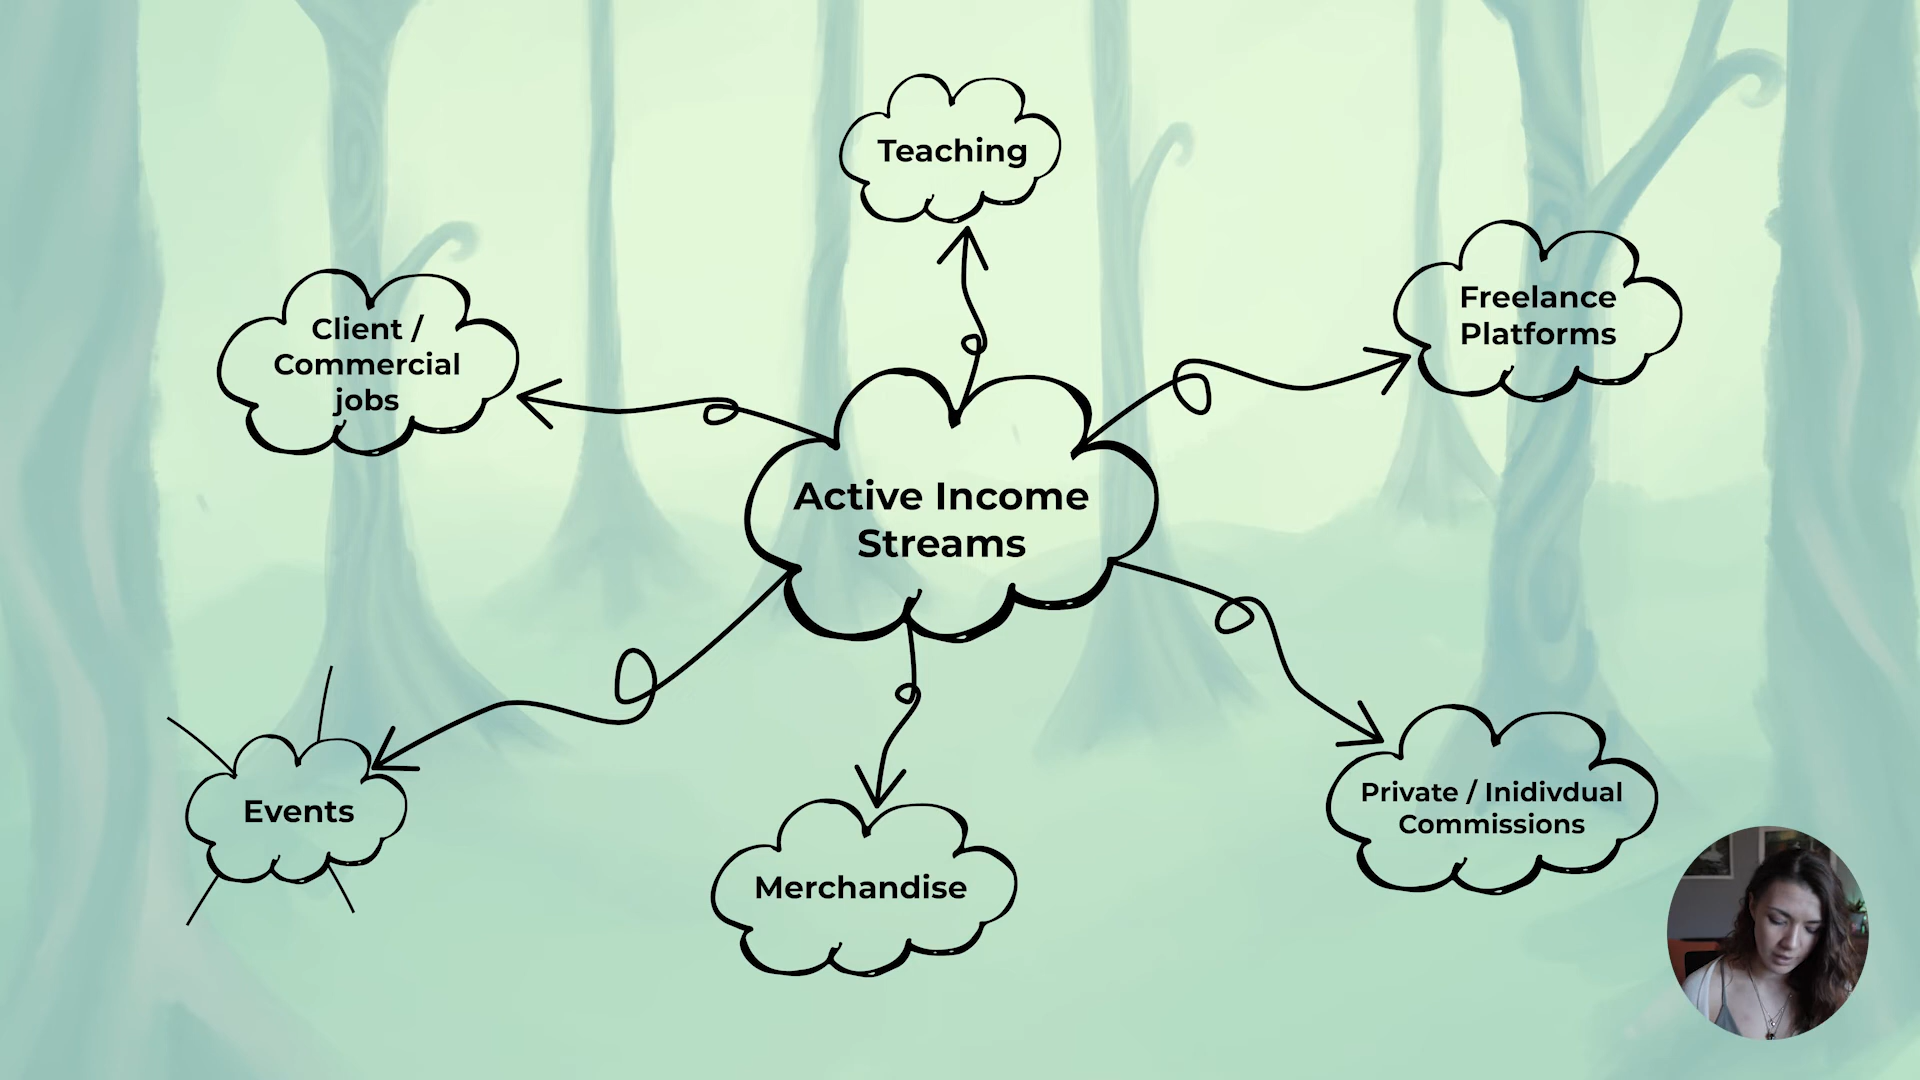 Teaching
Freelance
Platforms
Client /
Commercial
jobs
Active Income
Streams
Events
Private / Inidivdual
Commissions
Merchandise